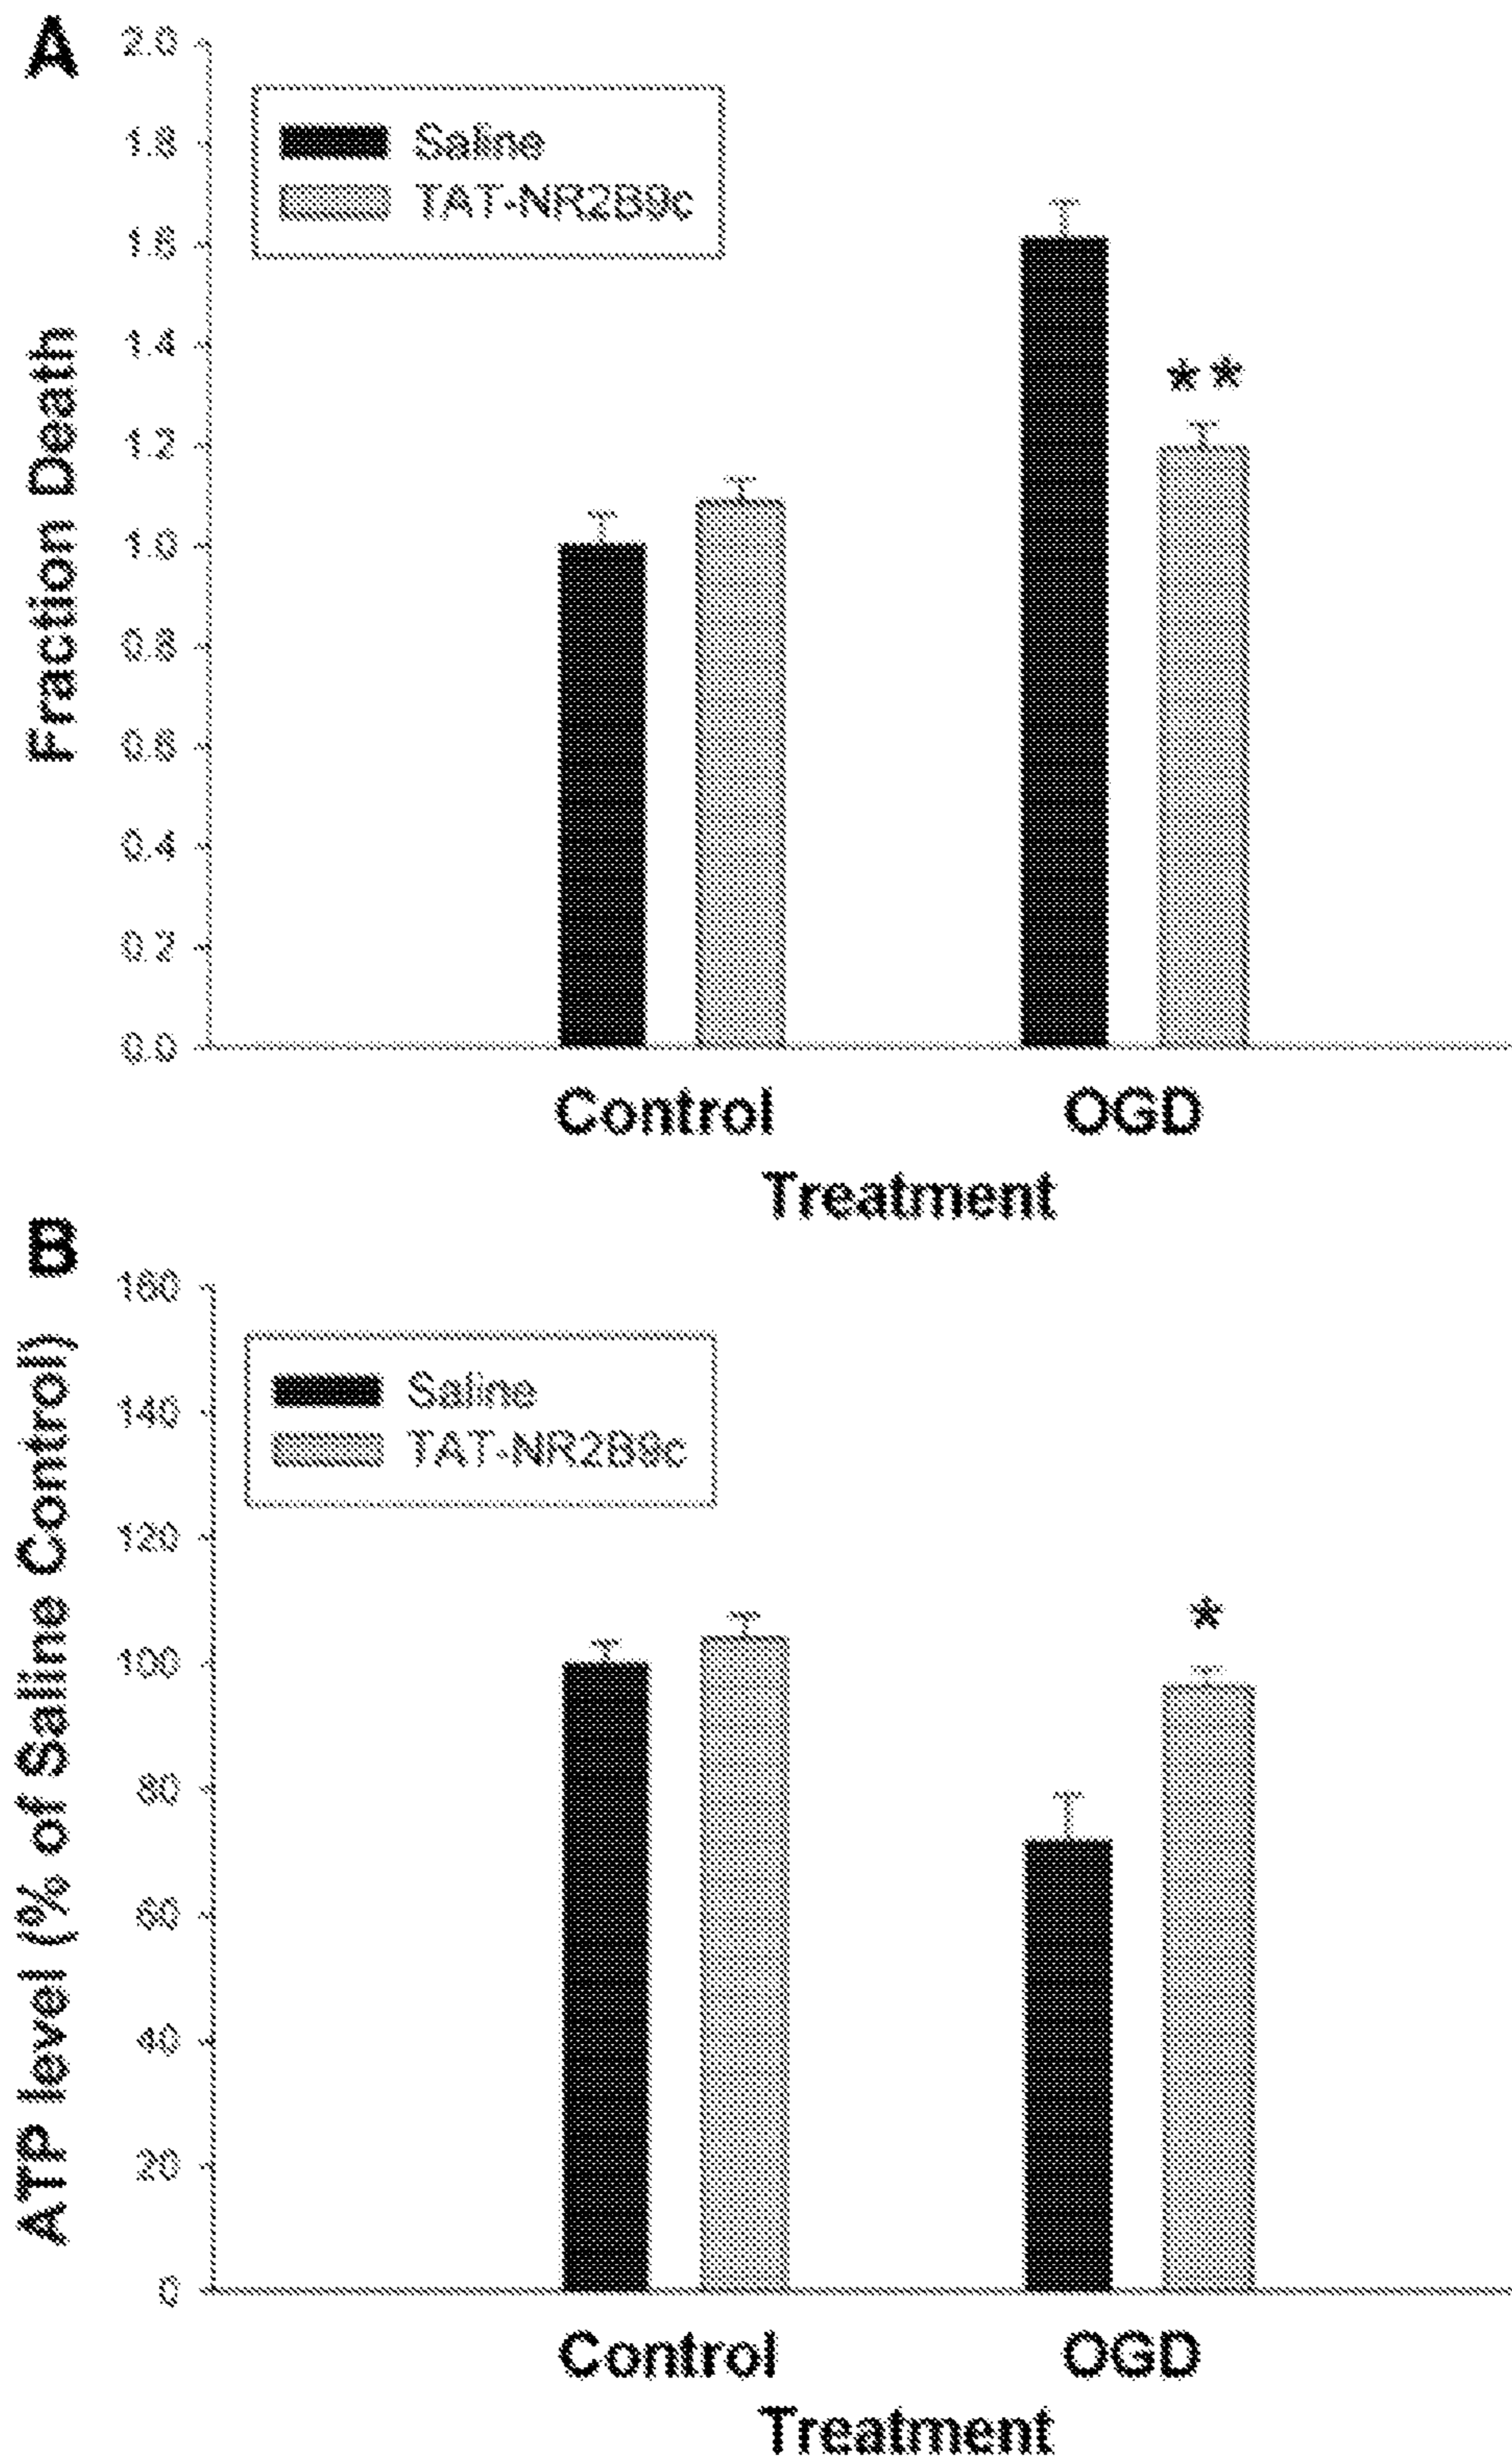 A
2.0
1.8
1.6
1.4
1.2
1.0
0.8
0.6
0.4
0.2
0.0
Fraction Death
Saline
TAT-NR2B9c
**
Control OGD
Treatment
B
160
140
120
100
80
60
40
20
0
ATP level (% of Saline Control)
Saline
TAT-NR2B9c
*
Control OGD
Treatment